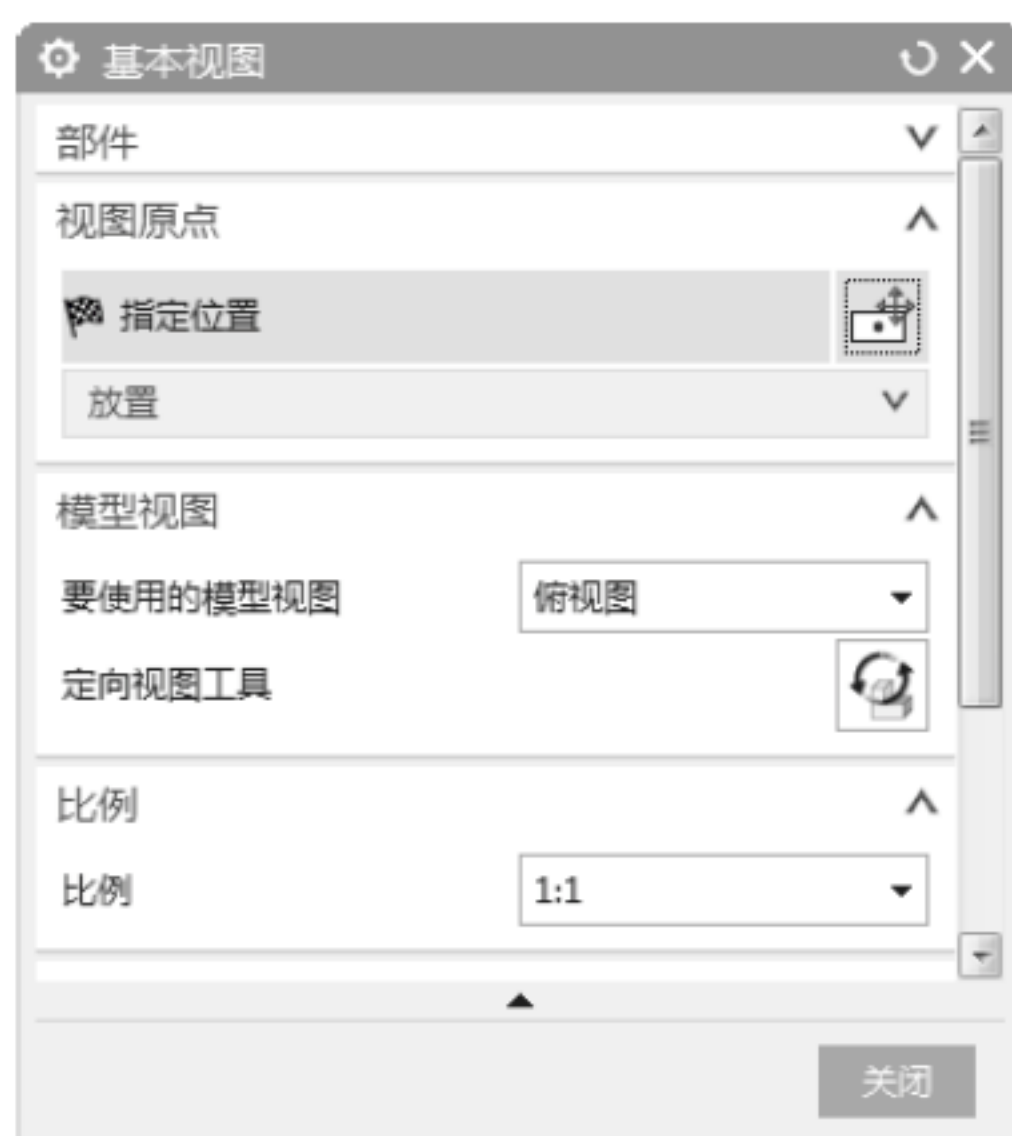 基本视图
部件
视图原点
指定位置
放置
模型视图
要使用的模型视图 俯视图
定向视图工具
比例
比例 1:1
关闭